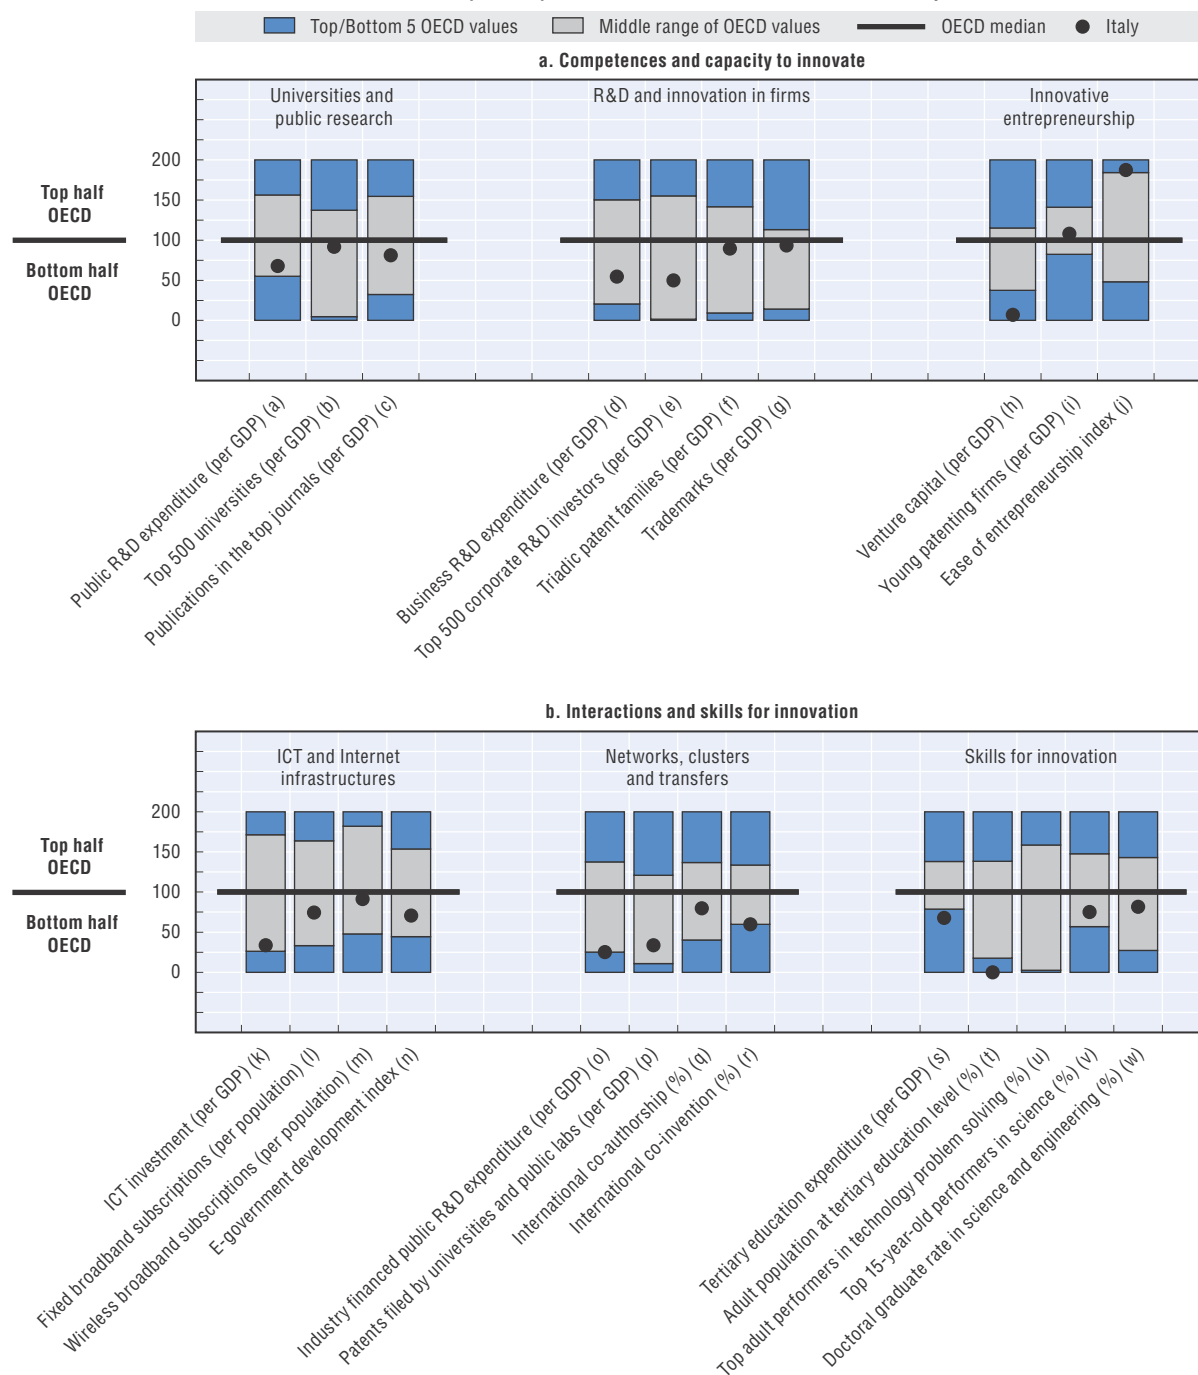 Top/Bottom 5 OECD values
Middle range of OECD values
OECD median
Italy
a. Competences and capacity to innovate
Universities and
public research
R&D and innovation in firms
Innovative
entrepreneurship
200
150
100
50
0
Top half
OECD
Bottom half
OECD
Public R&D expenditure (per GDP) (a)
Top 500 universities (per GDP) (b)
Publications in the top journals (per GDP) (c)
Business R&D expenditure (per GDP) (d)
Top 500 corporate R&D investors (per GDP) (e)
Triadic patent families (per GDP) (f)
Trademarks (per GDP) (g)
Venture capital (per GDP) (h)
Young patenting firms (per GDP) (i)
Ease of entrepreneurship index (j)
b. Interactions and skills for innovation
ICT and Internet
infrastructures
Networks, clusters
and transfers
Skills for innovation
200
150
100
50
0
Top half
OECD
Bottom half
OECD
ICT investment (per GDP) (k)
Fixed broadband subscriptions (per population) (l)
Wireless broadband subscriptions (per population) (m)
E-government development index (n)
Industry financed public R&D expenditure (per GDP) (o)
Patents filed by universities and public labs (per GDP) (p)
International co-authorship (%) (q)
International co-invention (%) (r)
Tertiary education expenditure (per GDP) (s)
Adult population at tertiary education level (%) (t)
Top adult performers in technology problem solving (%) (u)
Top 15-year-old performers in science (%) (v)
Doctoral graduate rate in science and engineering (%) (w)